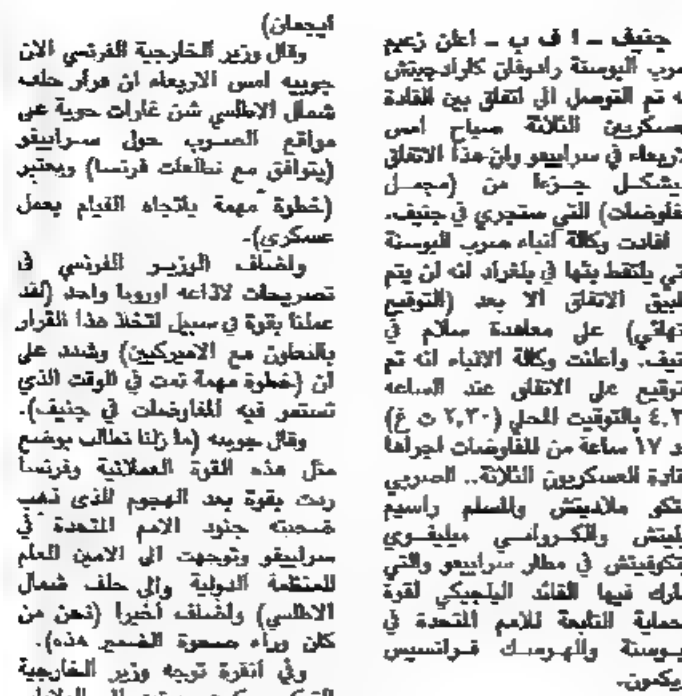 جنيف ــ ا ف ب ــ اعلن زعيم
صرب البوسنة رادوفان كارادجيتش
انه تم التوصل الى اتفاق بين القادة
العسكريين الثلاثة صباح امس
الاربعاء في سراييفو وان هذا الاتفاق
سيشكل جزءا من (مجمل
المفاوضات) التي ستجري في جنيف.
افادت وكالة انباء صرب البوسنة
التي يلتقط بثها في بلغراد انه لن يتم
تطبيق الاتفاق الا بعد (التوقيع
النهائي) على معاهدة سلام في
جنيف. واعلنت وكالة الانباء انه تم
التوقيع على الاتفاق عند الساعه
٤,٣٠ بالتوقيت المحلي (٢,٣٠ ت غ)
بعد ١٧ ساعة من المفاوضات اجراها
القادة العسكريون الثلاثة.. الصربي
راتكو ملاديتش والمسلم راسيم
ديليتش والكرواتي ميليفوي
بيتكوفيتش في مطار سراييفو والتي
شارك فيها القائد البلجيكي لقوة
الحماية التابعة للامم المتحدة في
البوسنة والهرسك فرانسيس
بريكمون.
ايجمان)
وقال وزير الخارجية الفرنسي الان
جوبيه امس الاربعاء ان قرار حلف
شمال الاطلسي شن غارات جوية على
مواقع الصرب حول سراييفو
(يتوافق مع تطلعات فرنسا) ويعتبر
(خطوة مهمة باتجاه القيام بعمل
عسكري).
واضاف الوزير الفرنسي في
تصريحات لاذاعه اوروبا واحد (لقد
عملنا بقوة في سبيل اتخاذ هذا القرار
بالتعاون مع الاميركيين) وشدد على
ان (خطوة مهمة تمت في الوقت الذي
تستمر فيه المفاوضات في جنيف).
وقال جوبيه (ما زلنا نطالب بوضع
مثل هذه القوة العملانية وفرنسا
ردت بقوة بعد الهجوم الذى ذهب
ضحيته جنود الامم المتحدة في
سراييفو وتوجهت الى الامين العام
للمنظمة الدولية والى حلف شمال
الاطلسي) واضاف اخيرا (نحن من
كان وراء صحوة الضمير هذه).
وفي انقرة توجه وزير الخارجية